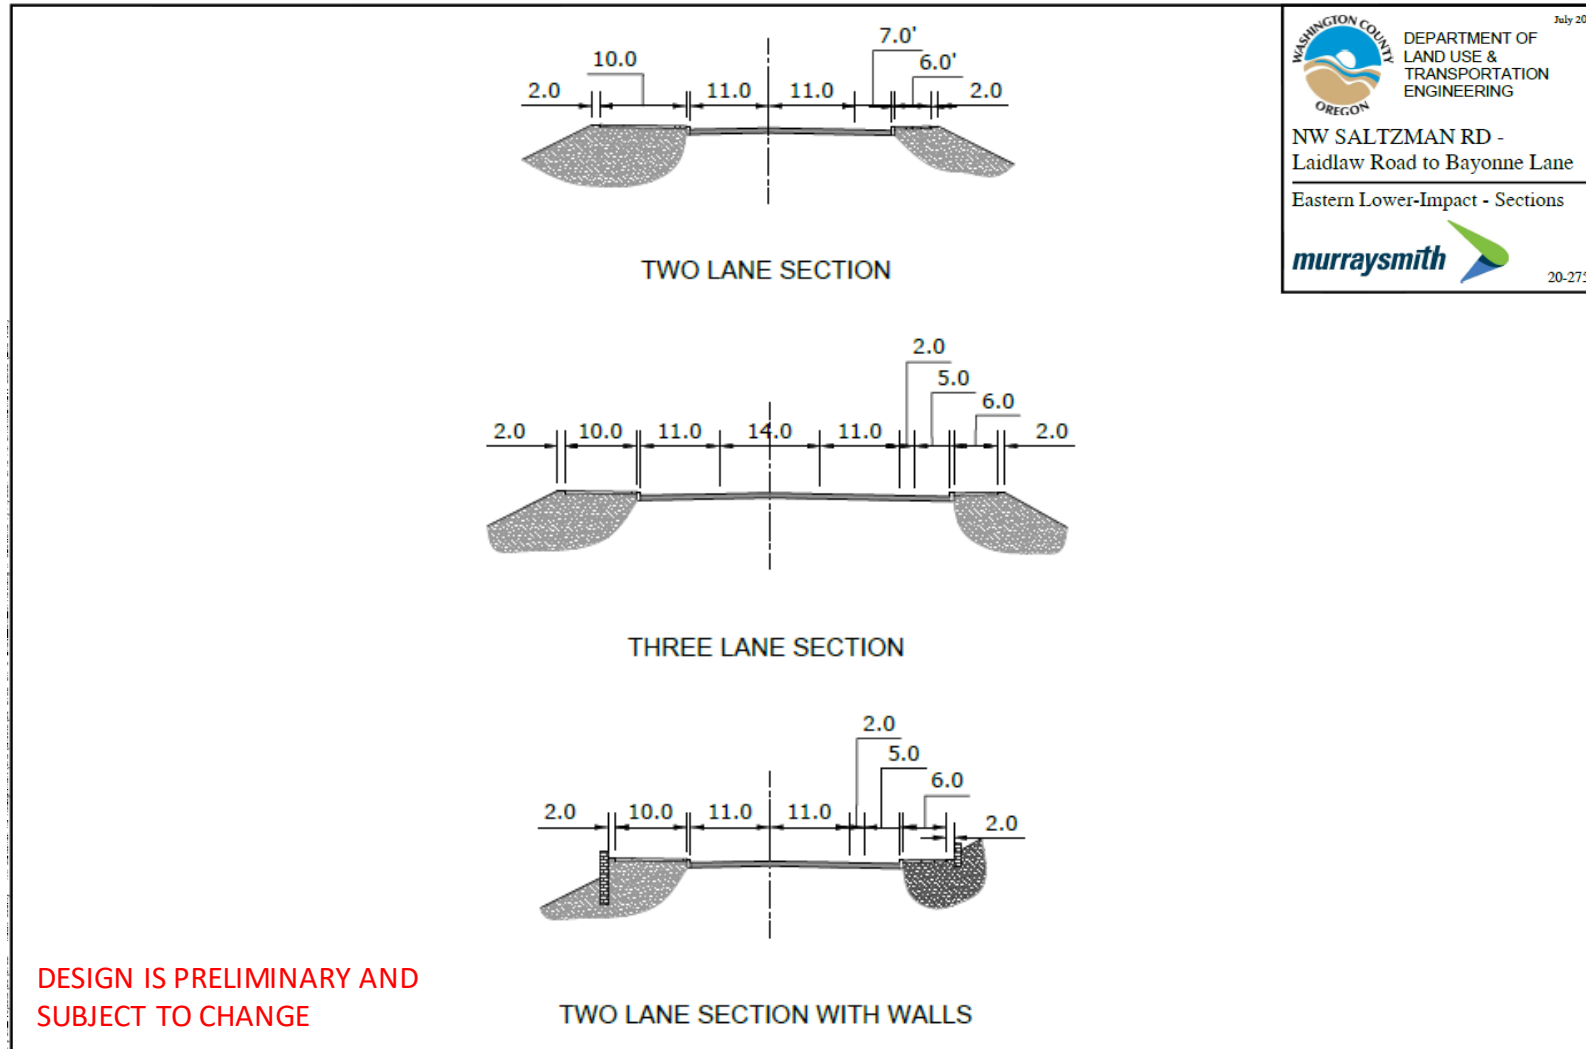 7.0'
10.0
6.0'
2.0
11.0
11.0
2.0
TWO LANE SECTION
2.0
5.0
6.0
2.0
10.0
11.0
14.0
11.0
2.0
THREE LANE SECTION
2.0
5.0
6.0
2.0
10.0
11.0
11.0
2.0
TWO LANE SECTION WITH WALLS
DESIGN IS PRELIMINARY AND
SUBJECT TO CHANGE
July 20
WASHINGTON COUNTY
OREGON
DEPARTMENT OF
LAND USE &
TRANSPORTATION
ENGINEERING
NW SALTZMAN RD -
Laidlaw Road to Bayonne Lane
Eastern Lower-Impact - Sections
murraysmith
20-275